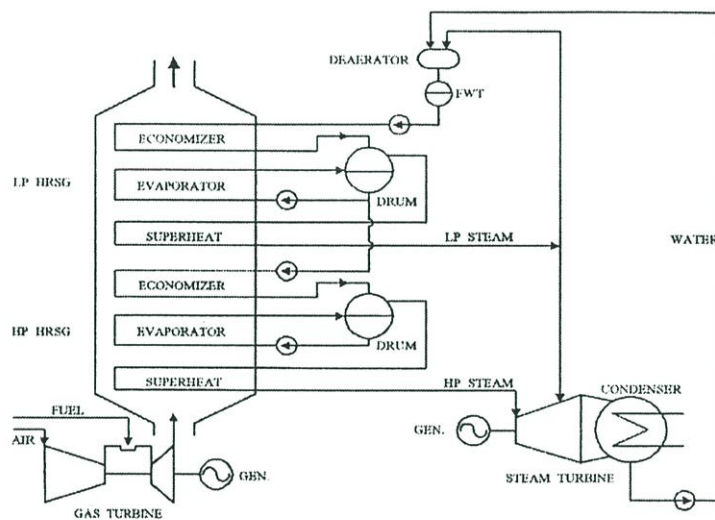 DEAERATOR
FWT
ECONOMIZER
LP HRSG
EVAPORATOR
DRUM
SUPERHEAT
LP STEAM
WATER
ECONOMIZER
HP HRSG
EVAPORATOR
DRUM
SUPERHEAT
HP STEAM
CONDENSER
FUEL
AIR
GEN.
GEN.
STEAM TURBINE
GAS TURBINE